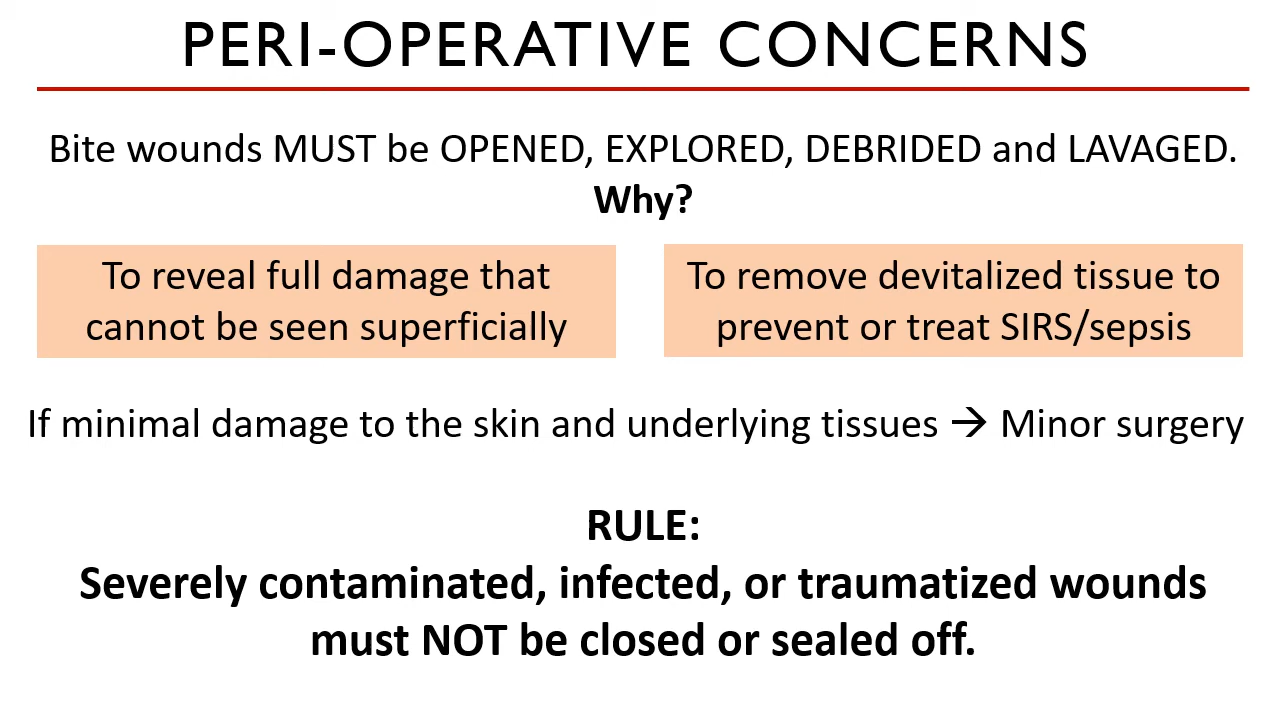 PERI-OPERATIVE CONCERNS
Bite wounds MUST be OPENED, EXPLORED, DEBRIDED and LAVAGED.
Why?
To reveal full damage that
cannot be seen superficially
To remove devitalized tissue to
prevent or treat SIRS/sepsis
If minimal damage to the skin and underlying tissues → Minor surgery
RULE:
Severely contaminated, infected, or traumatized wounds
must NOT be closed or sealed off.